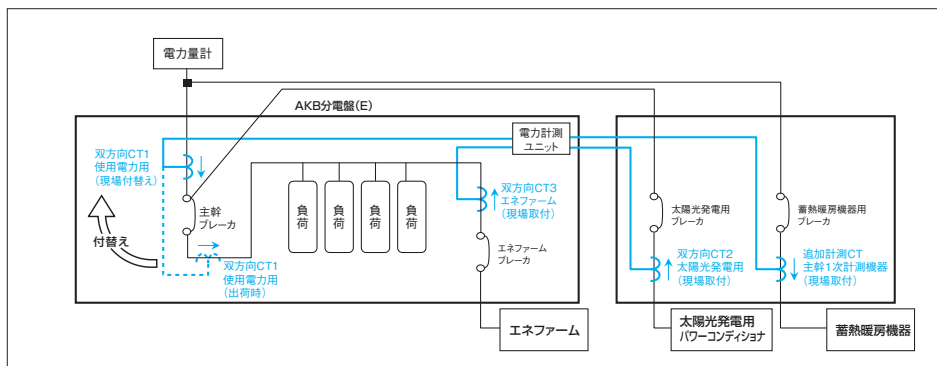 電力量計
AKB分電盤(E)
双方向CT1
使用電力用
(現場付替え)
付替え
主幹
ブレーカ
双方向CT1
使用電力用
(出荷時)
負荷
負荷
負荷
負荷
電力計測
ユニット
双方向CT3
エネファーム
(現場取付)
エネファーム
ブレーカ
エネファーム
太陽光発電用
ブレーカ
双方向CT2
太陽光発電用
(現場取付)
太陽光発電用
パワーコンディショナ
蓄熱暖房機器用
ブレーカ
追加計測CT
主幹1次計測機器
(現場取付)
蓄熱暖房機器